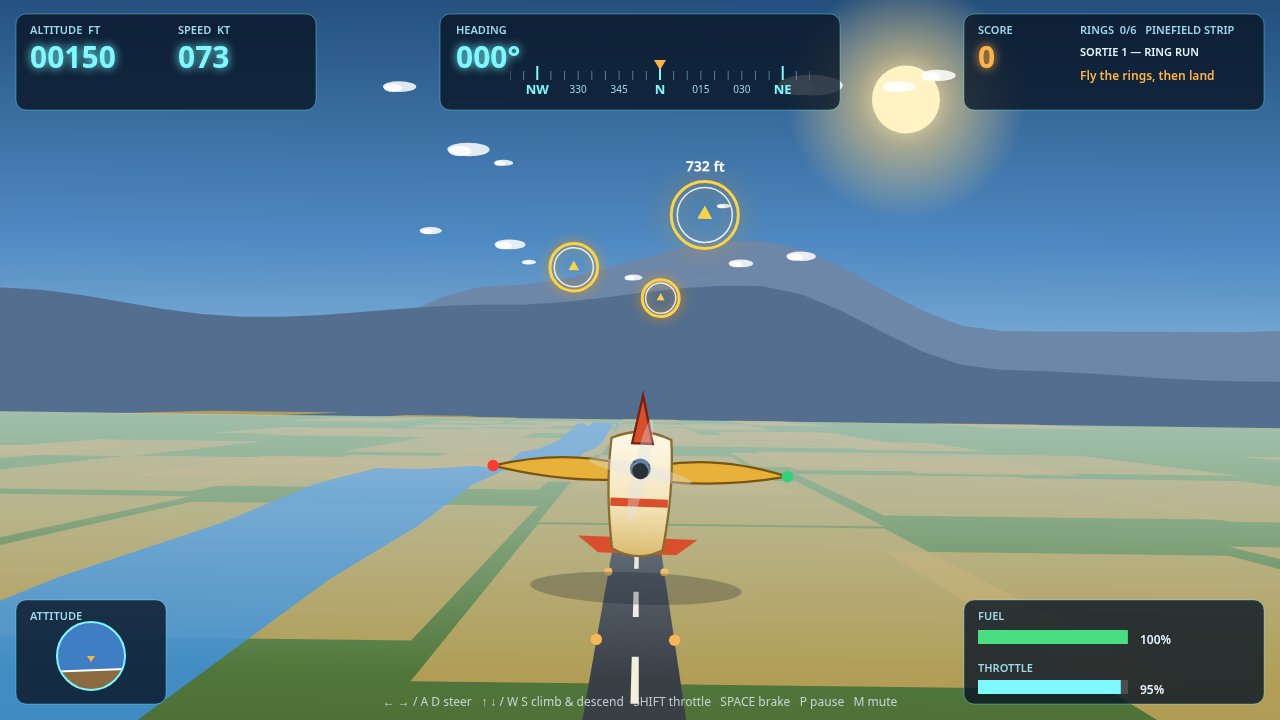 ALTITUDE FT
00150
SPEED KT
073
HEADING
000°
NW 330 345 N 015 030 NE
SCORE
0
RINGS 0/6 PINEFIELD STRIP
SORTIE 1 — RING RUN
Fly the rings, then land
732 ft
ATTITUDE
FUEL
100%
THROTTLE
95%
← → / A D steer ↑ ↓ / W S climb & descend SHIFT throttle SPACE brake P pause M mute